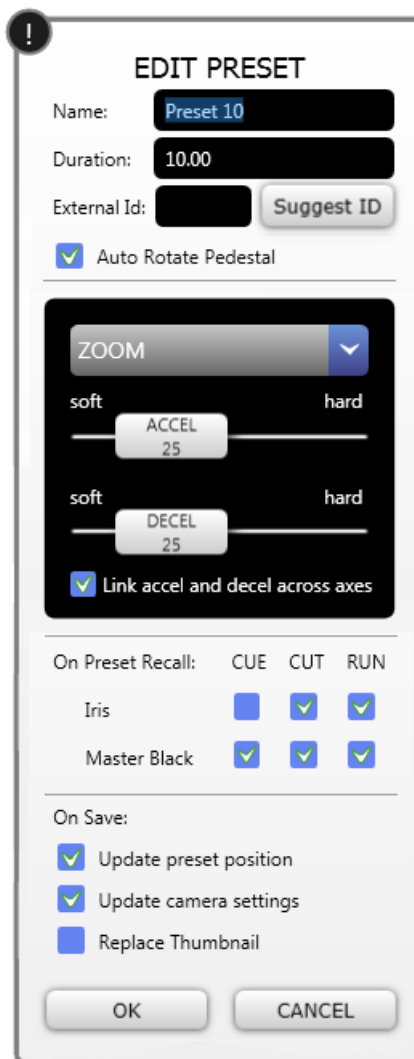 !
EDIT PRESET
Name: Preset 10
Duration: 10.00
External Id: Suggest ID
Auto Rotate Pedestal
ZOOM
soft hard
ACCEL
25
soft hard
DECEL
25
Link accel and decel across axes
On Preset Recall: CUE CUT RUN
Iris
Master Black
On Save:
Update preset position
Update camera settings
Replace Thumbnail
OK CANCEL